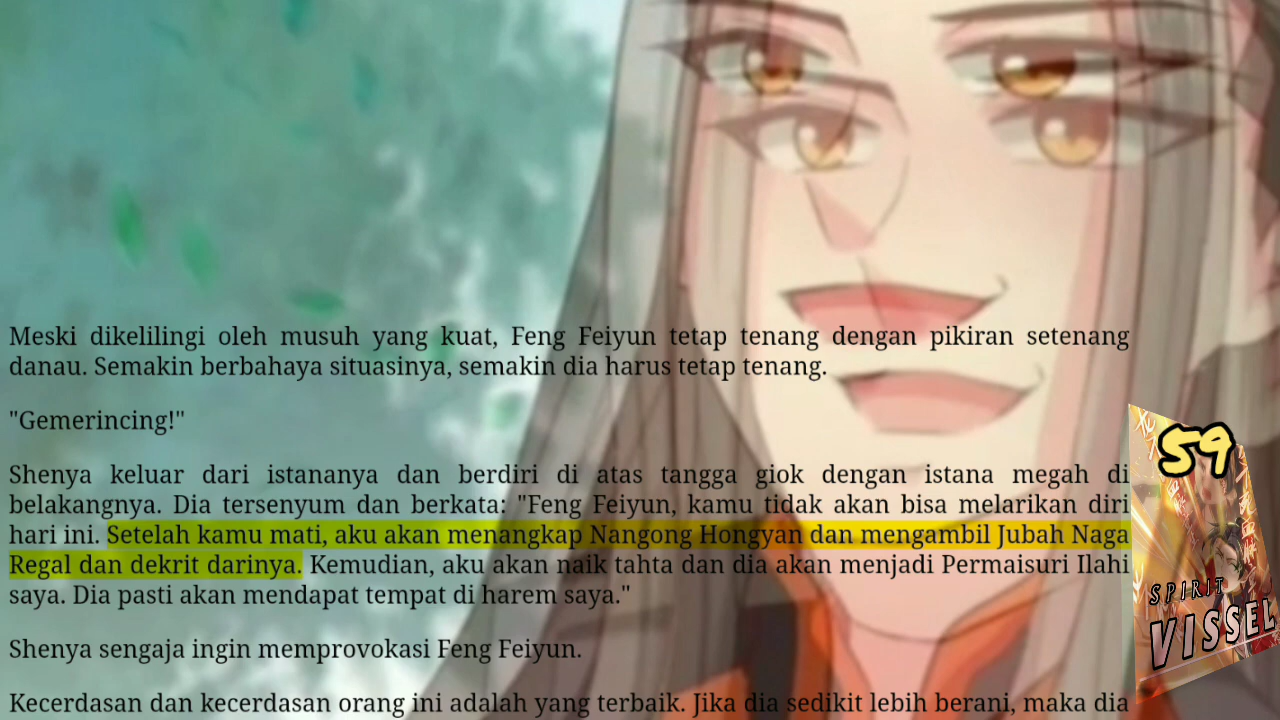 Meski dikelilingi oleh musuh yang kuat, Feng Feiyun tetap tenang dengan pikiran setenang
danau. Semakin berbahaya situasinya, semakin dia harus tetap tenang.
"Gemerincing!"
Shenya keluar dari istananya dan berdiri di atas tangga giok dengan istana megah di
belakangnya. Dia tersenyum dan berkata: "Feng Feiyun, kamu tidak akan bisa melarikan diri
hari ini. Setelah kamu mati, aku akan menangkap Nangong Hongyan dan mengambil Jubah Naga
Regal dan dekrit darinya. Kemudian, aku akan naik tahta dan dia akan menjadi Permaisuri Ilahi
saya. Dia pasti akan mendapat tempat di harem saya."
Shenya sengaja ingin memprovokasi Feng Feiyun.
Kecerdasan dan kecerdasan orang ini adalah yang terbaik. Jika dia sedikit lebih berani, maka dia
59
SPIRIT
VISSEL